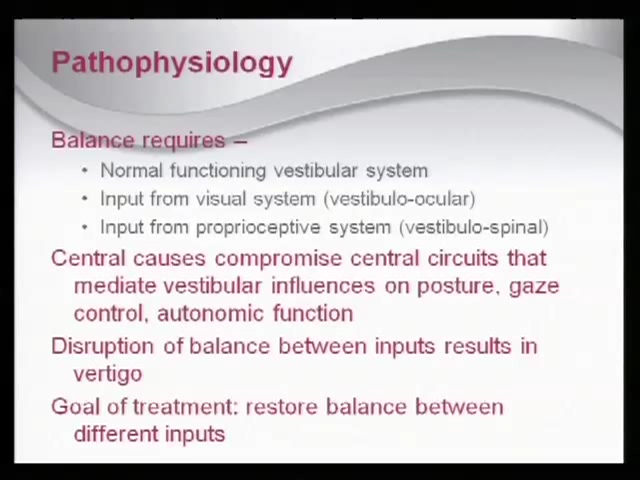 Pathophysiology
Balance requires –
• Normal functioning vestibular system
• Input from visual system (vestibulo-ocular)
• Input from proprioceptive system (vestibulo-spinal)
Central causes compromise central circuits that
mediate vestibular influences on posture, gaze
control, autonomic function
Disruption of balance between inputs results in
vertigo
Goal of treatment: restore balance between
different inputs